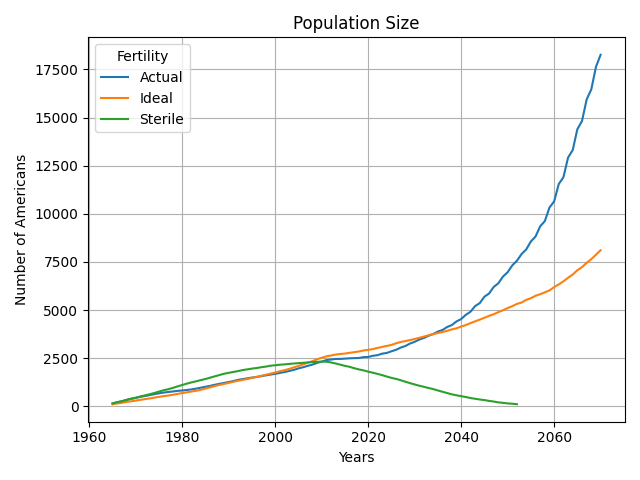 Population Size
Fertility
Actual
Ideal
Sterile
Number of Americans
17500
15000
12500
10000
7500
5000
2500
0
1960
1980
2000
2020
2040
2060
Years